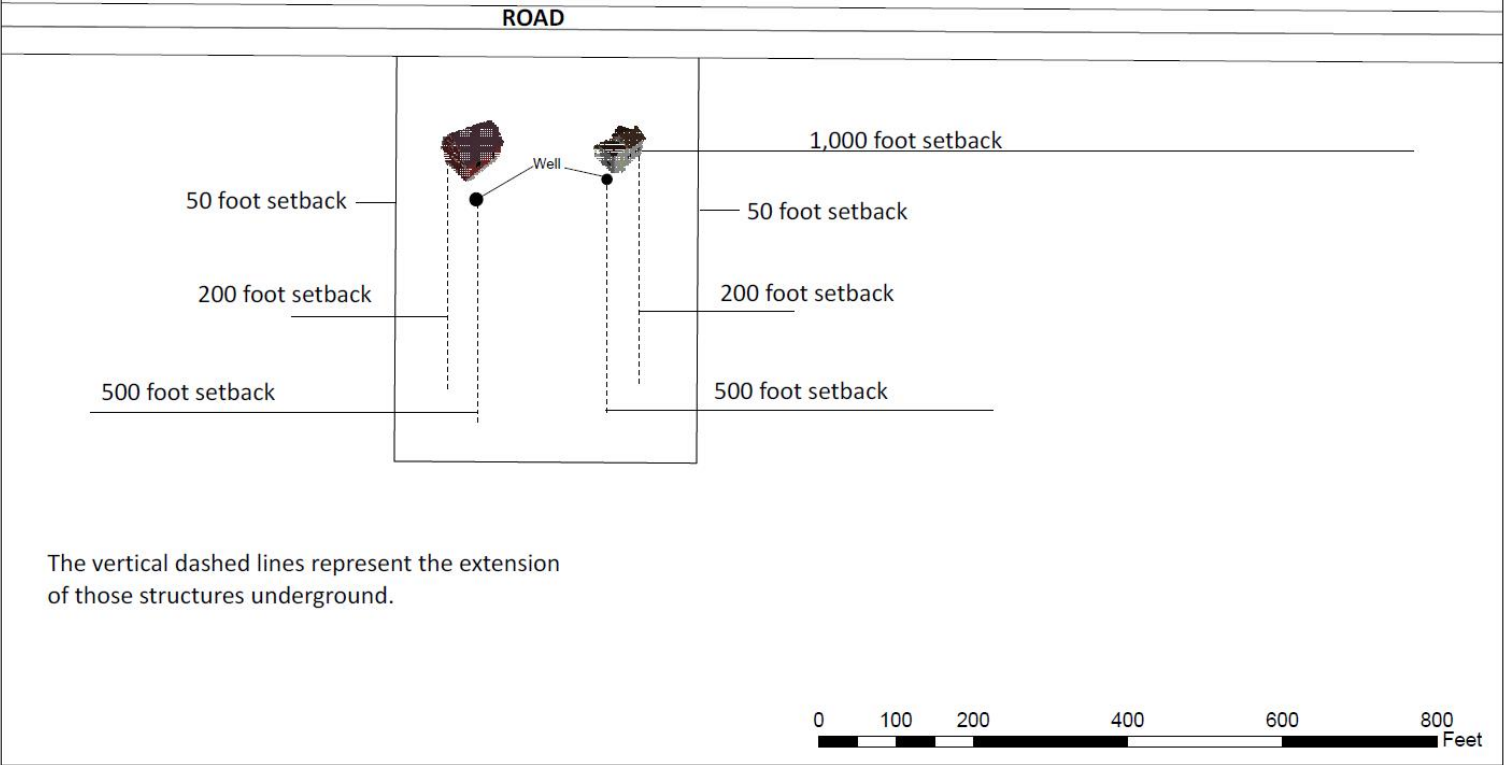 ROAD
1,000 foot setback
Well
50 foot setback
50 foot setback
200 foot setback
200 foot setback
500 foot setback
500 foot setback
The vertical dashed lines represent the extension
of those structures underground.
0 100 200 400 600 800
Feet